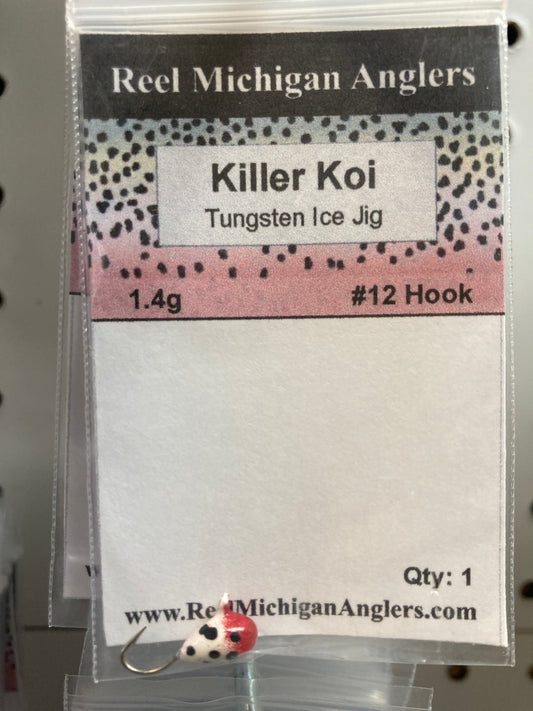 Reel Michigan Anglers
Killer Koi
Tungsten Ice Jig
1.4g #12 Hook
Qty: 1
www.ReelMichiganAnglers.com